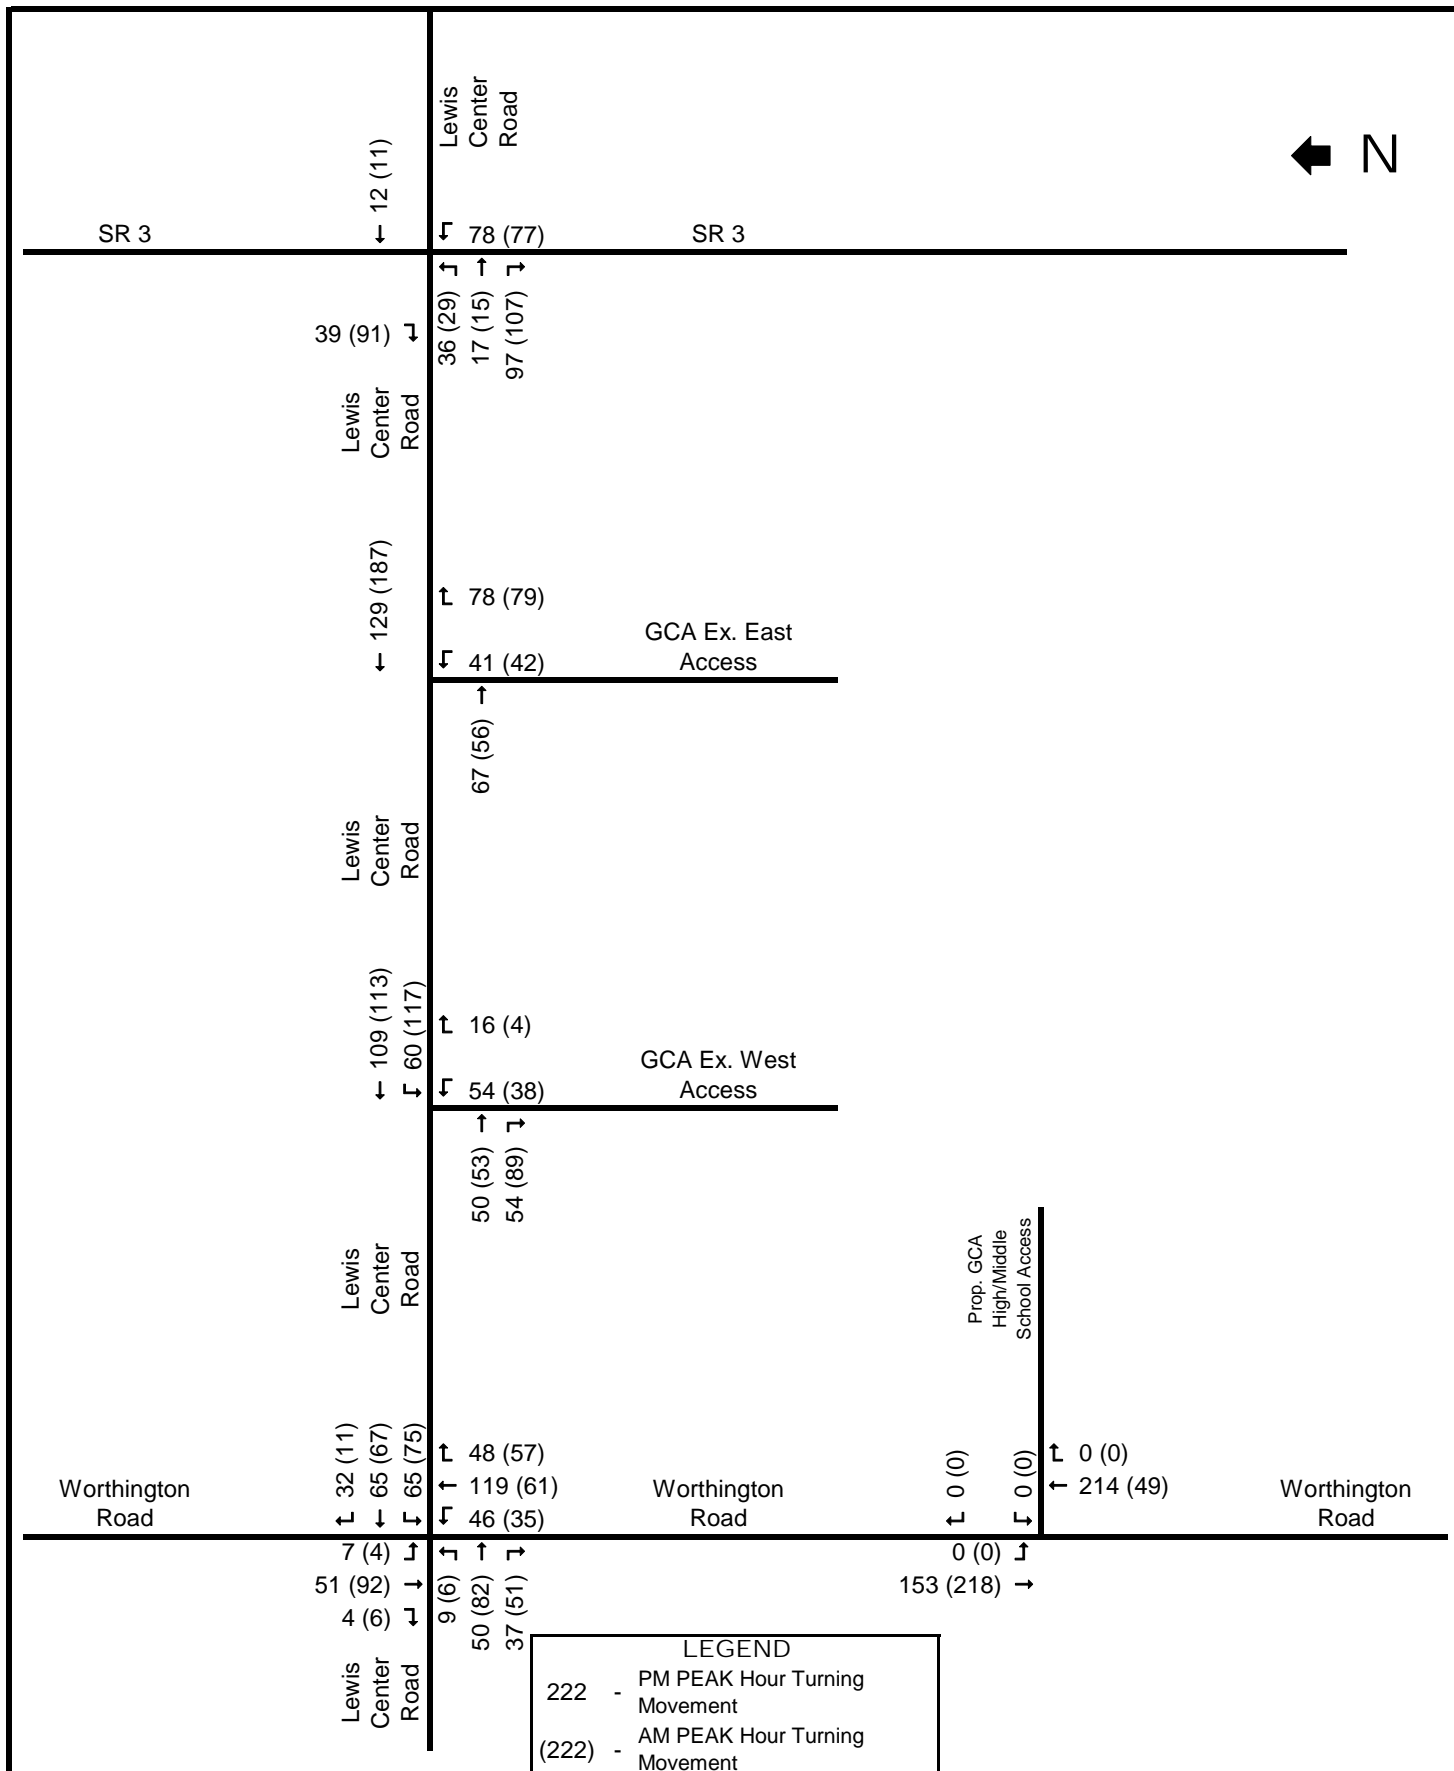 Lewis
Center
Road
N
12 (11)
SR 3
78 (77)
SR 3
39 (91)
36 (29)
17 (15)
97 (107)
Lewis
Center
Road
129 (187)
78 (79)
GCA Ex. East
41 (42)
Access
67 (56)
Lewis
Center
Road
109 (113)
60 (117)
16 (4)
GCA Ex. West
54 (38)
Access
50 (53)
54 (89)
Lewis
Center
Road
Prop. GCA
High/Middle
School Access
32 (11)
65 (67)
65 (75)
48 (57)
119 (61)
46 (35)
Worthington
Road
Worthington
Road
0 (0)
0 (0)
0 (0)
214 (49)
Worthington
Road
7 (4)
51 (92)
4 (6)
9 (6)
50 (82)
37 (51)
0 (0)
153 (218)
Lewis
Center
Road
LEGEND
222 - PM PEAK Hour Turning
Movement
(222) - AM PEAK Hour Turning
Movement